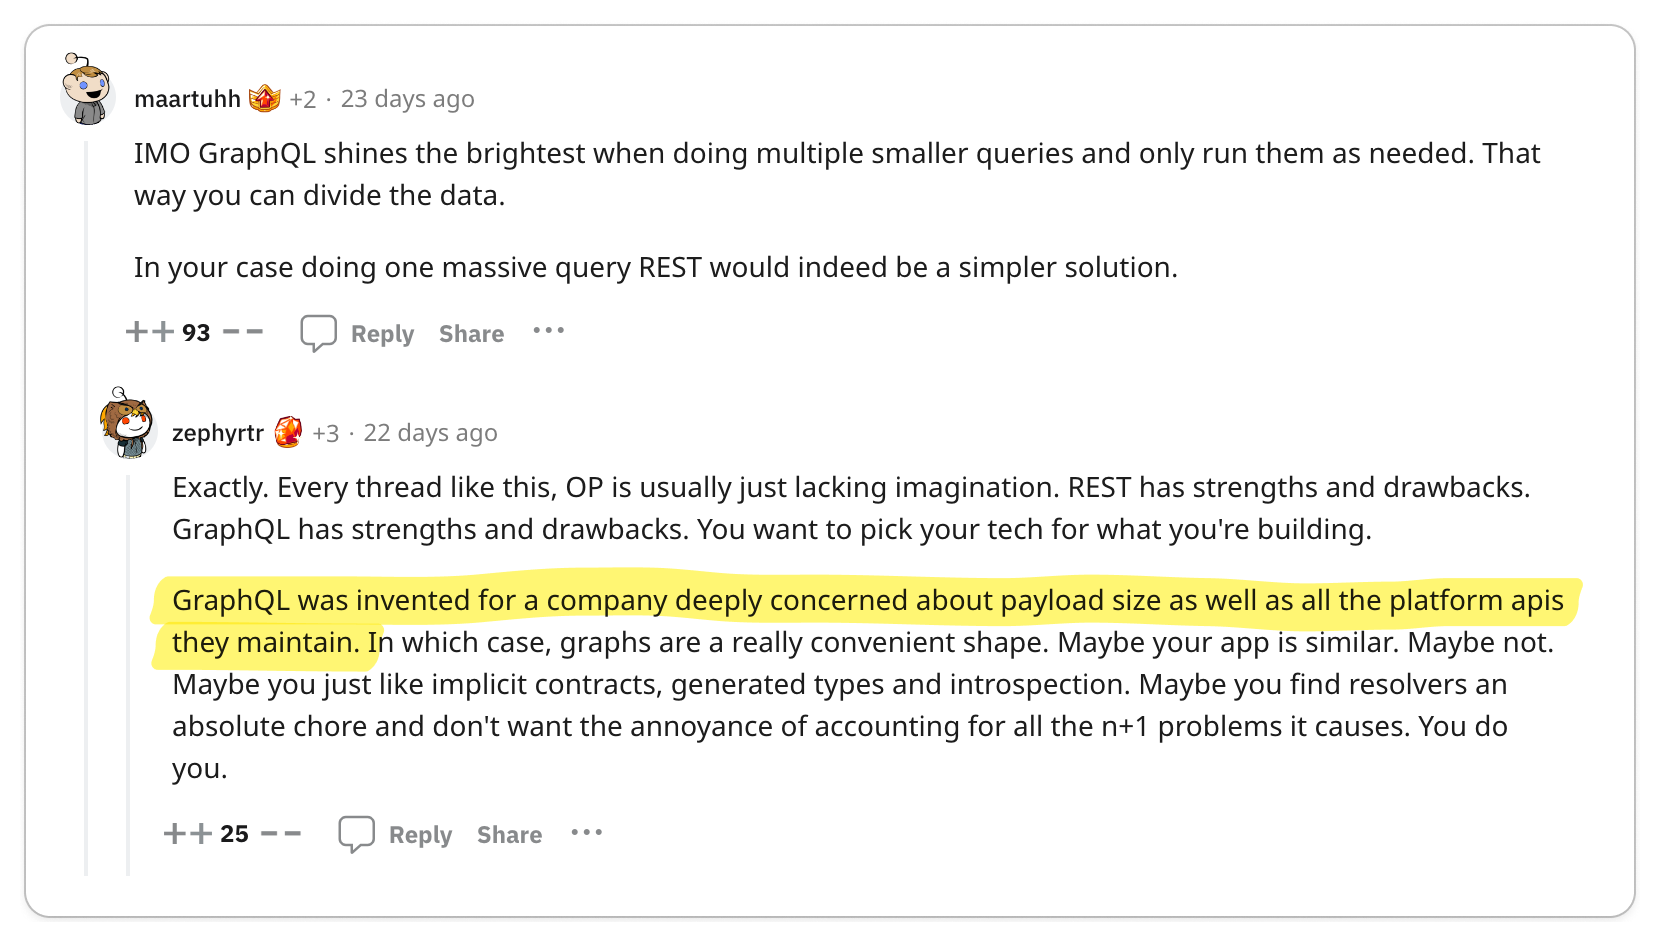 maartuhh +2 · 23 days ago
IMO GraphQL shines the brightest when doing multiple smaller queries and only run them as needed. That
way you can divide the data.
In your case doing one massive query REST would indeed be a simpler solution.
++ 93 -- Reply Share ···
zephyrtr +3 · 22 days ago
Exactly. Every thread like this, OP is usually just lacking imagination. REST has strengths and drawbacks.
GraphQL has strengths and drawbacks. You want to pick your tech for what you're building.
GraphQL was invented for a company deeply concerned about payload size as well as all the platform apis
they maintain. In which case, graphs are a really convenient shape. Maybe your app is similar. Maybe not.
Maybe you just like implicit contracts, generated types and introspection. Maybe you find resolvers an
absolute chore and don't want the annoyance of accounting for all the n+1 problems it causes. You do
you.
++ 25 -- Reply Share ···